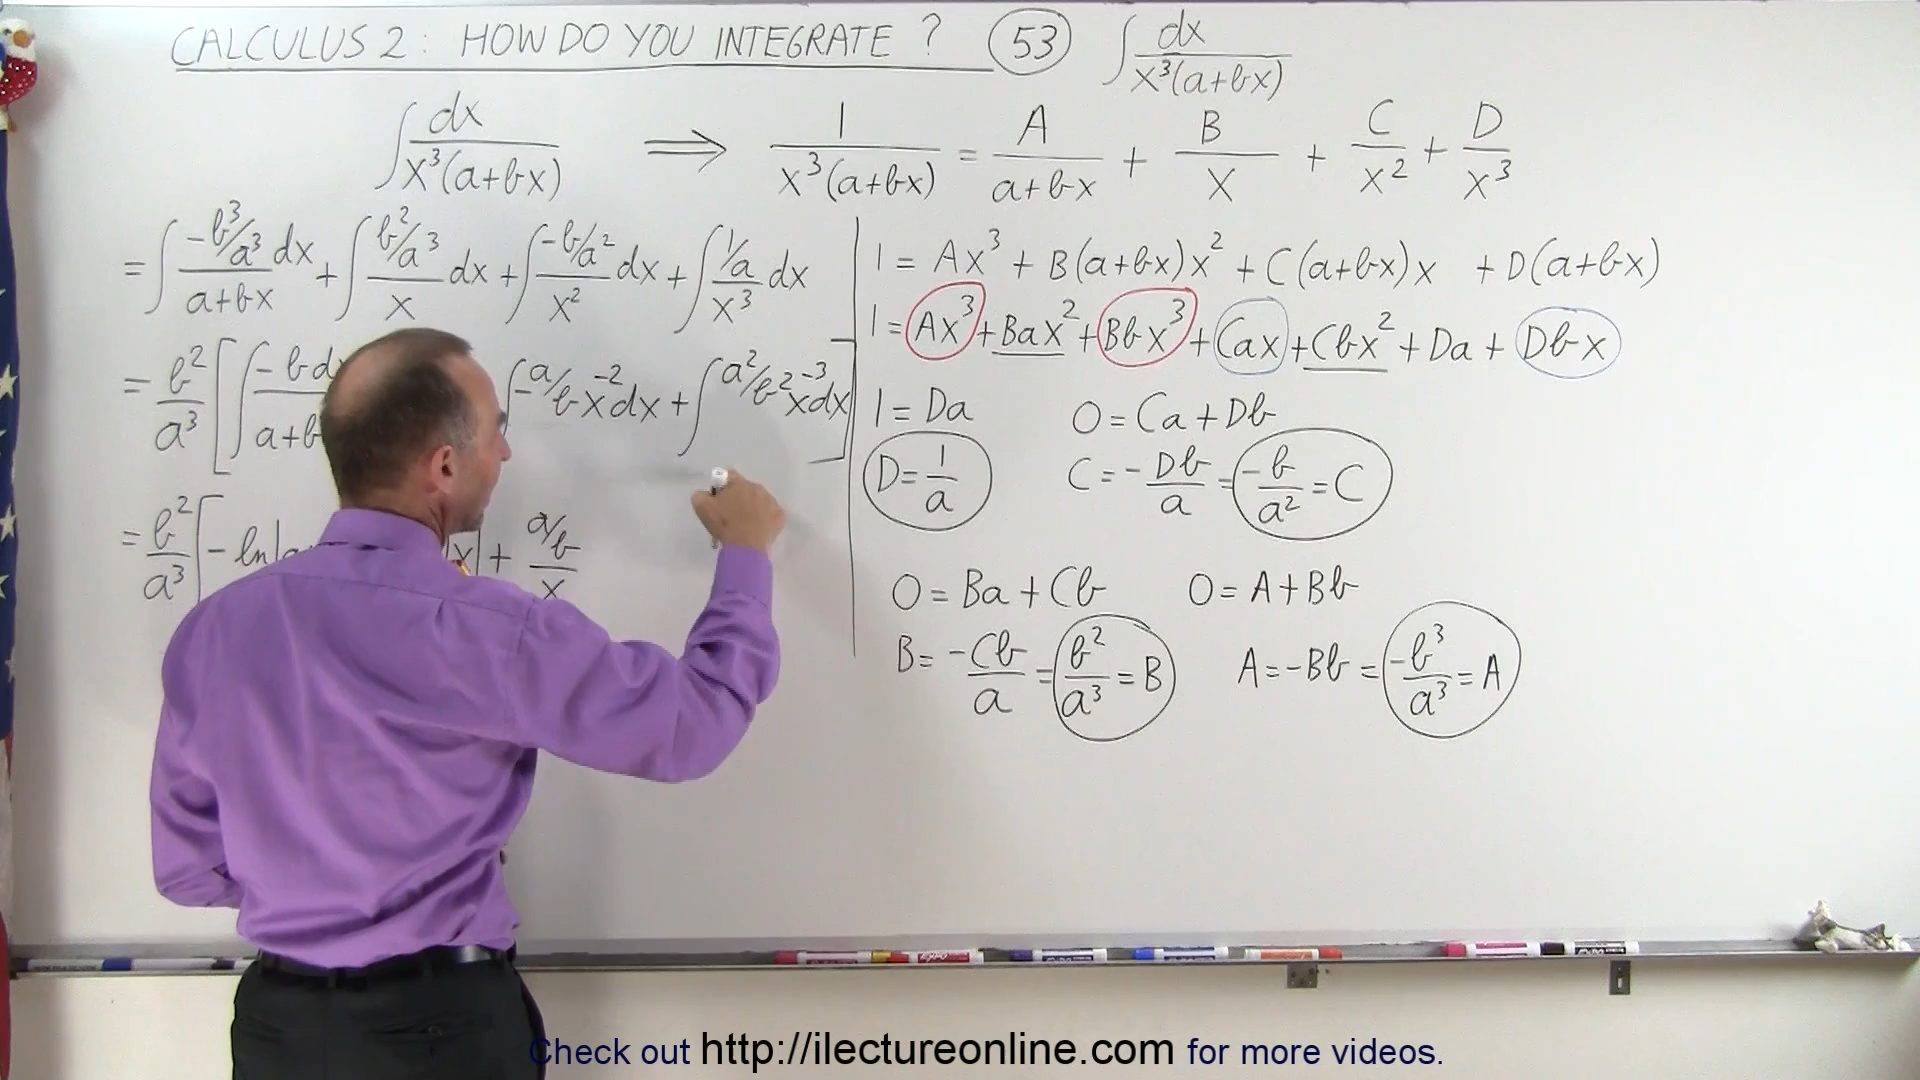 CALCULUS 2: HOW DO YOU INTEGRATE ? 53 ∫ dx / x³(a+bx)
∫ dx / x³(a+bx) ⟹ 1 / x³(a+bx) = A / a+bx + B / x + C / x² + D / x³
= ∫ -b³/a³ dx / a+bx + ∫ b²/a³ / x dx + ∫ -b/a² / x² dx + ∫ 1/a / x³ dx
= b²/a³ [ ∫ -b d / a+b ∫ -a/b x⁻² dx + ∫ a²/b² x⁻³ dx ]
= b²/a³ [ - ln| x| + a/b / x
1 = Ax³ + B(a+bx)x² + C(a+bx)x + D(a+bx)
1 = Ax³ + Bax² + Bbx³ + Cax + Cbx² + Da + Dbx
1 = Da 0 = Ca + Db
D = 1/a C = - Db/a = -b/a² = C
0 = Ba + Cb 0 = A + Bb
B = -Cb/a = b²/a³ = B A = -Bb = -b³/a³ = A
EXPO
Check out http://ilectureonline.com for more videos.